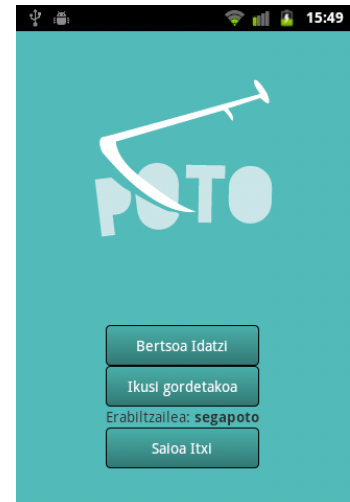 15:49
POTO
Bertsoa Idatzi
Ikusi gordetakoa
Erabiltzailea: segapoto
Saioa Itxi